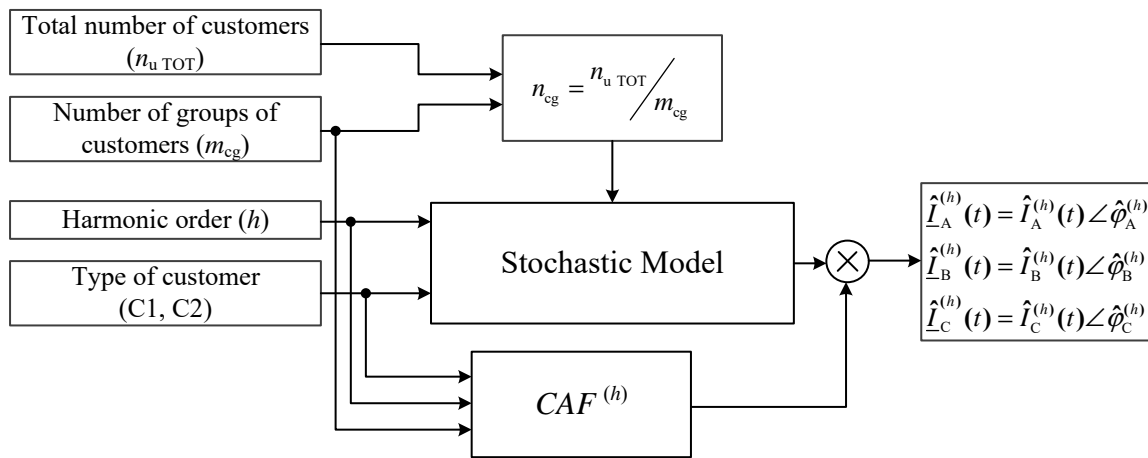 Total number of customers
(n_u TOT)
Number of groups of
customers (m_cg)
n_cg = n_u TOT / m_cg
Harmonic order (h)
Type of customer
(C1, C2)
Stochastic Model
CAF^(h)
Î_A^(h)(t) = Î_A^(h)(t)∠φ̂_A^(h)
Î_B^(h)(t) = Î_B^(h)(t)∠φ̂_B^(h)
Î_C^(h)(t) = Î_C^(h)(t)∠φ̂_C^(h)